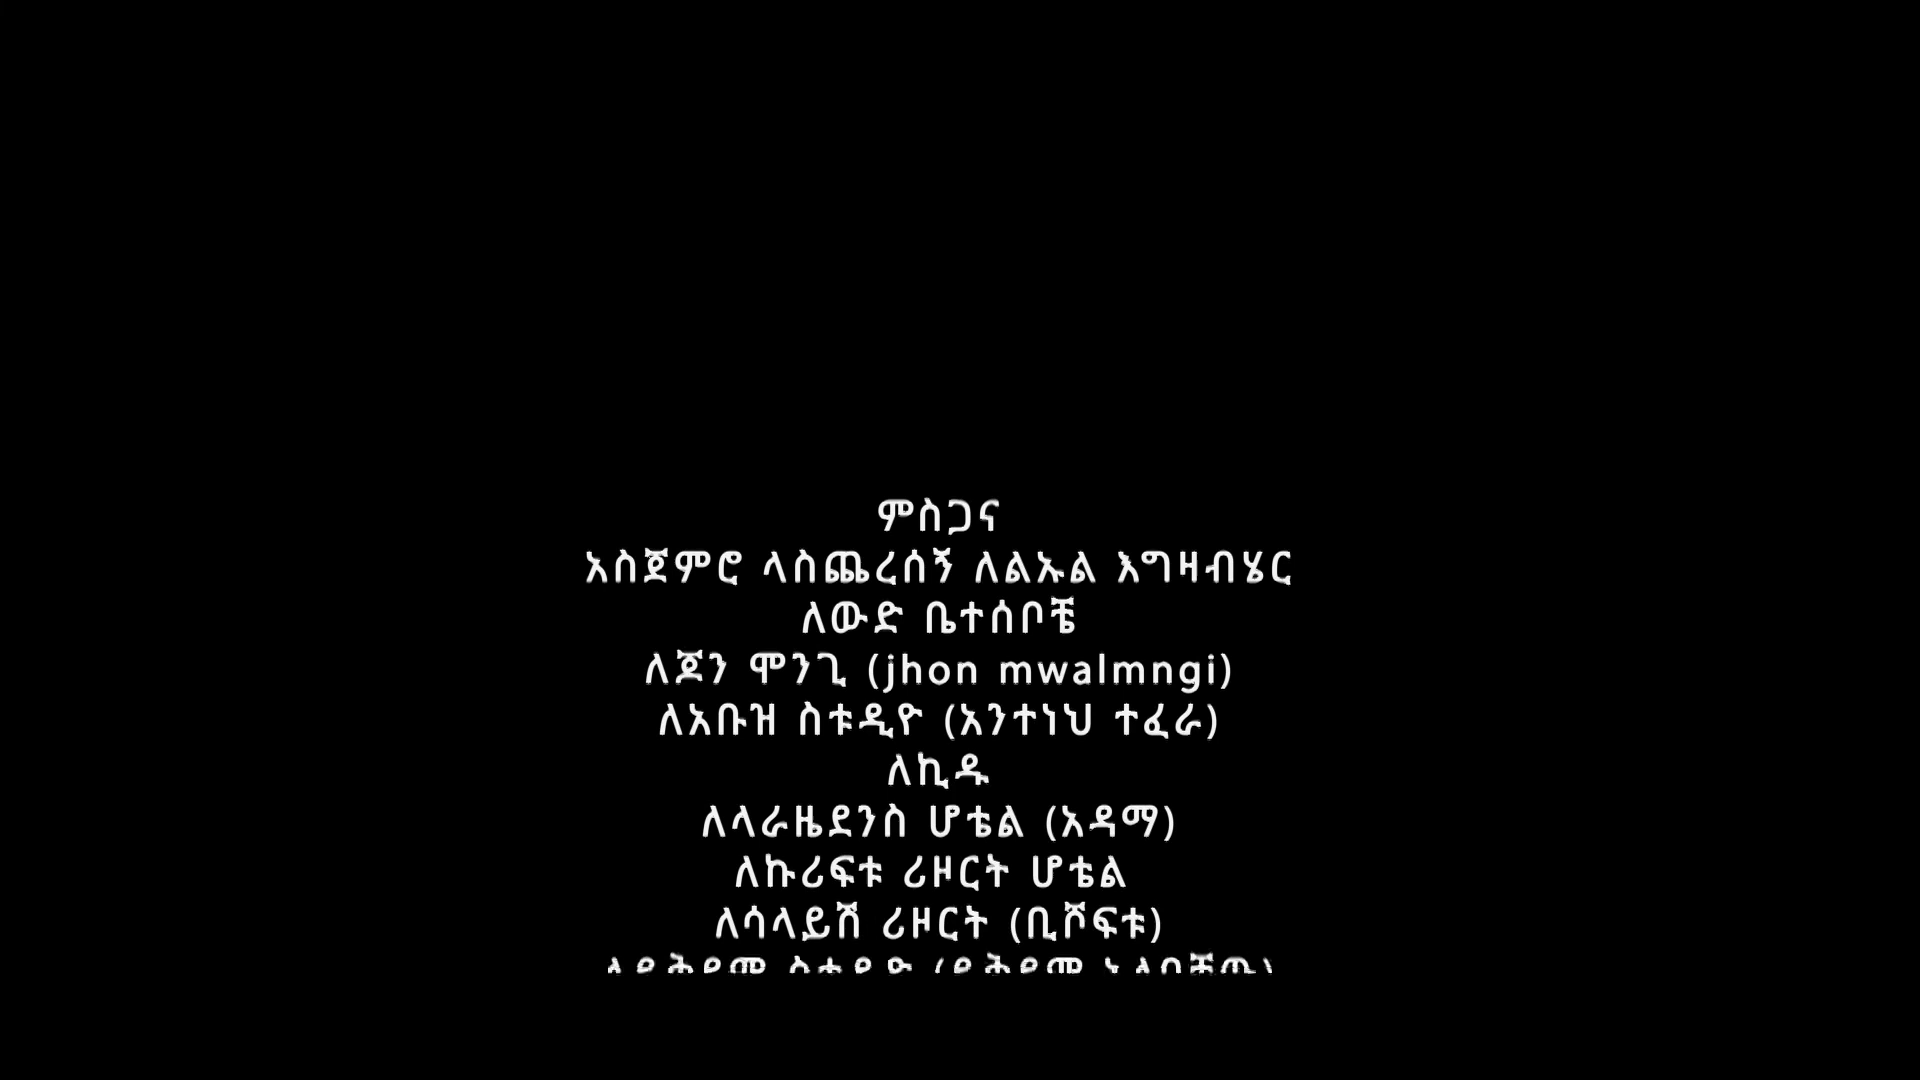 ምስጋና
አስጀምሮ ላስጨረሰኝ ለልኡል እግዛብሄር
ለውድ ቤተሰቦቼ
ለጆን ሞንጊ (jhon mwalmngi)
ለአቡዝ ስቱዲዮ (አንተነህ ተፈራ)
ለኪዱ
ለላራዜደንስ ሆቴል (አዳማ)
ለኩሪፍቱ ሪዞርት ሆቴል
ለሳላይሽ ሪዞርት (ቢሾፍቱ)